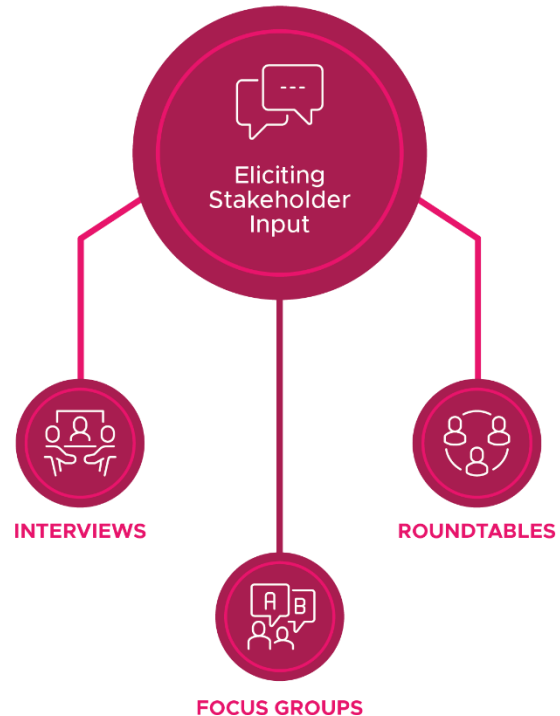 Eliciting
Stakeholder
Input
INTERVIEWS
ROUNDTABLES
A
B
FOCUS GROUPS